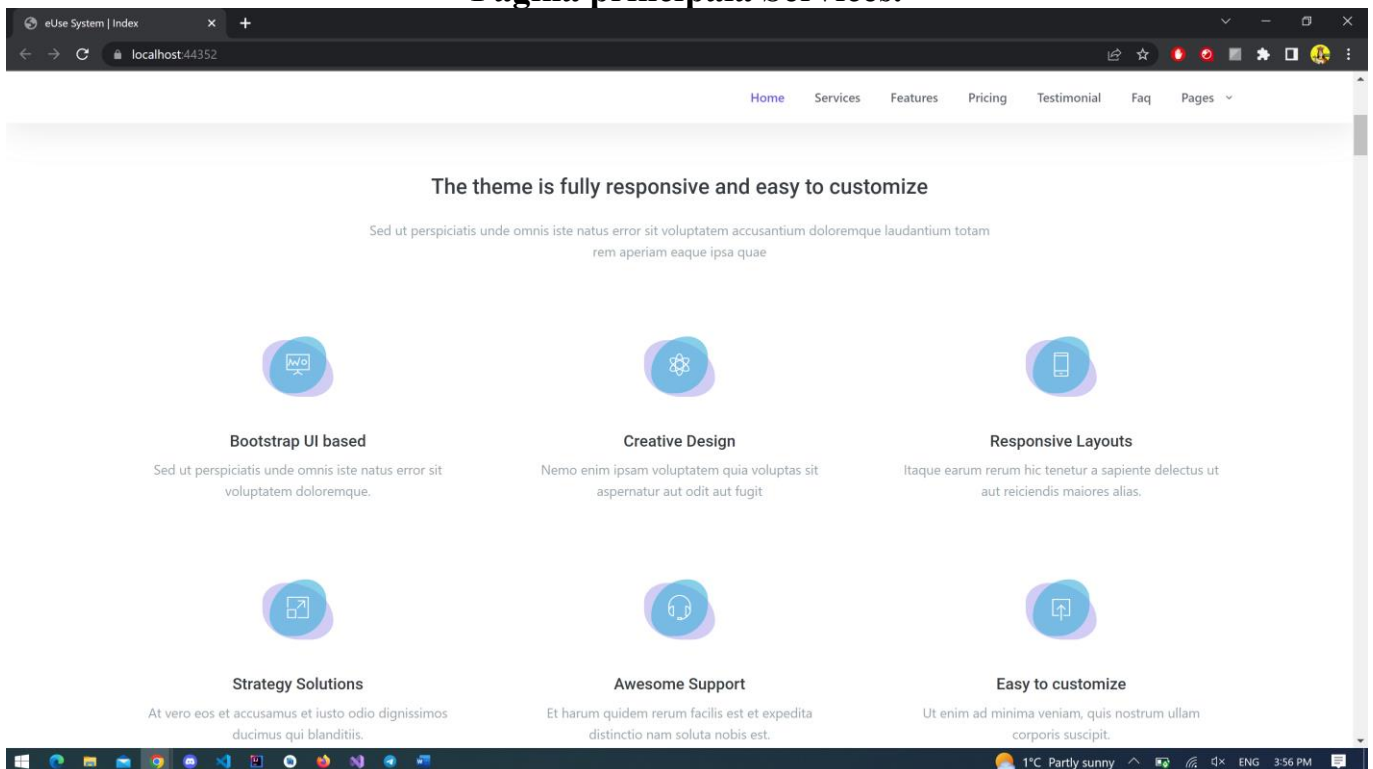 Pagina principala Services.
eUse System | Index
localhost:44352
Home Services Features Pricing Testimonial Faq Pages
The theme is fully responsive and easy to customize
Sed ut perspiciatis unde omnis iste natus error sit voluptatem accusantium doloremque laudantium totam
rem aperiam eaque ipsa quae
Bootstrap UI based
Sed ut perspiciatis unde omnis iste natus error sit
voluptatem doloremque.
Creative Design
Nemo enim ipsam voluptatem quia voluptas sit
aspernatur aut odit aut fugit
Responsive Layouts
Itaque earum rerum hic tenetur a sapiente delectus ut
aut reiciendis maiores alias.
Strategy Solutions
At vero eos et accusamus et iusto odio dignissimos
ducimus qui blanditiis.
Awesome Support
Et harum quidem rerum facilis est et expedita
distinctio nam soluta nobis est.
Easy to customize
Ut enim ad minima veniam, quis nostrum ullam
corporis suscipit.
1°C Partly sunny ENG 3:56 PM